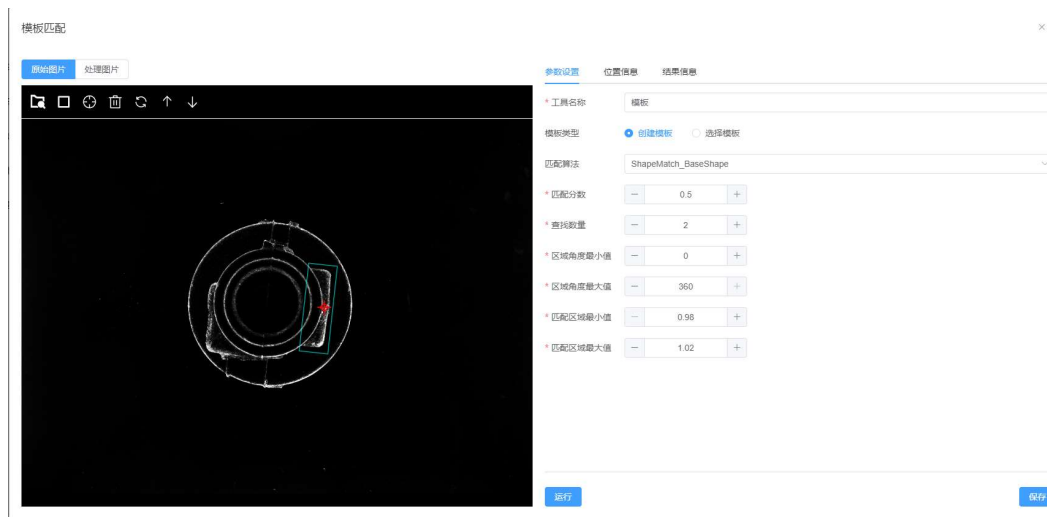 模板匹配
原始图片 处理图片
参数设置 位置信息 结果信息
* 工具名称 模板
模板类型 创建模板 选择模板
匹配算法 ShapeMatch_BaseShape
* 匹配分数 0.5
* 查找数量 2
* 区域角度最小值 0
* 区域角度最大值 360
* 匹配区域最小值 0.98
* 匹配区域最大值 1.02
运行 保存